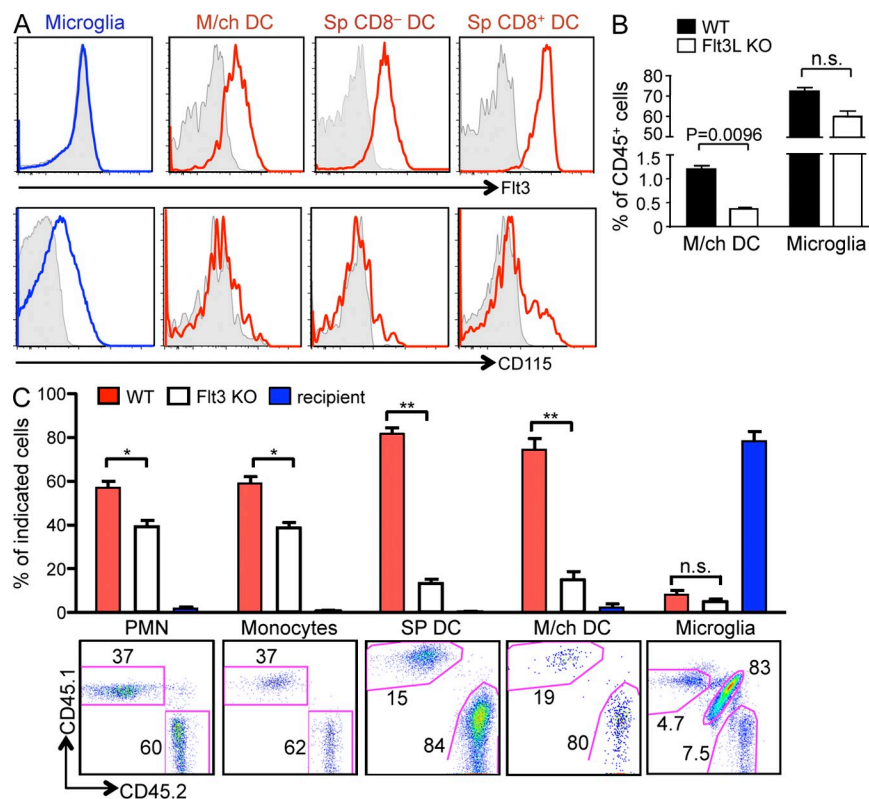 A
Microglia
M/ch DC
Sp CD8⁻ DC
Sp CD8⁺ DC
Flt3
CD115
B
WT
Flt3L KO
n.s.
P=0.0096
80
70
60
50
1.5
1.0
0.5
0
% of CD45⁺ cells
M/ch DC
Microglia
C
WT
Flt3 KO
recipient
100
80
60
40
20
0
% of indicated cells
*
*
**
**
n.s.
PMN
Monocytes
SP DC
M/ch DC
Microglia
37
60
37
62
15
84
19
80
83
4.7
7.5
CD45.1
CD45.2